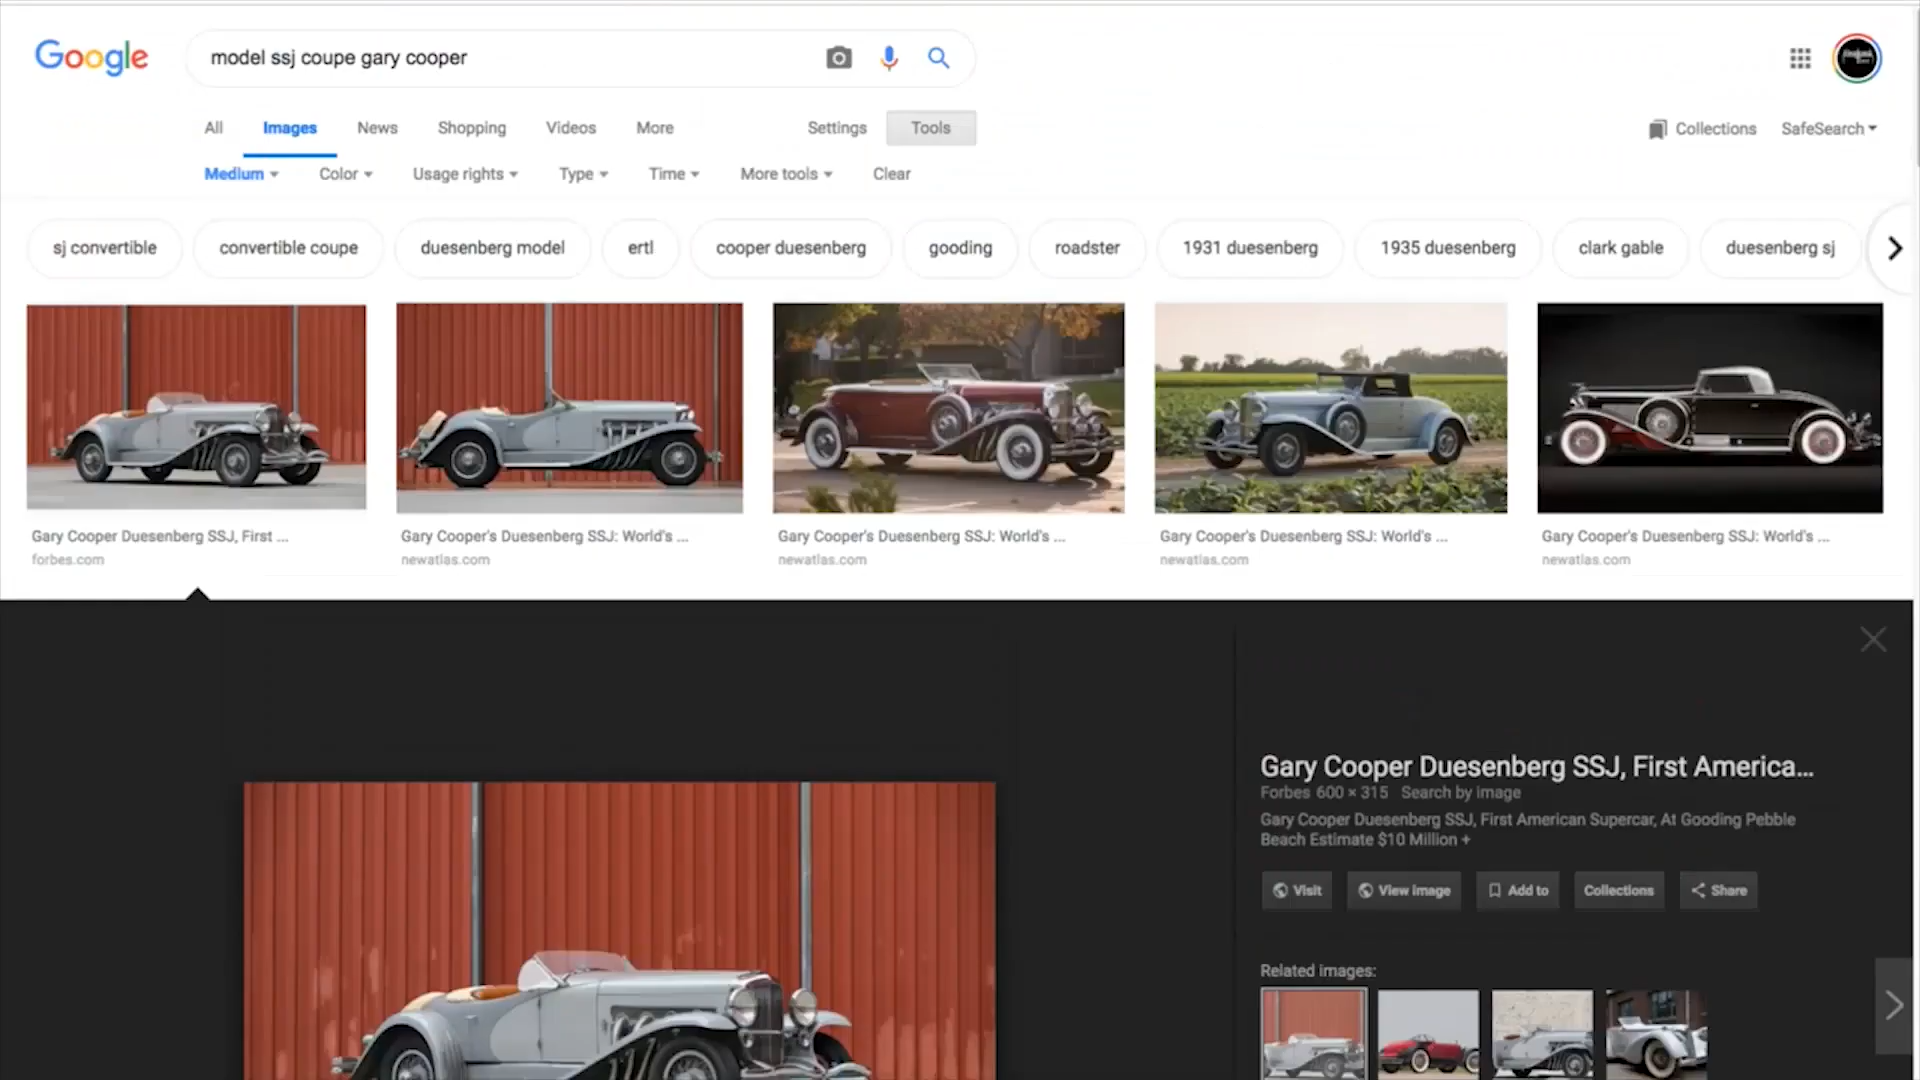 Google
model ssj coupe gary cooper
All Images News Shopping Videos More Settings Tools
Collections SafeSearch
Medium Color Usage rights Type Time More tools Clear
sj convertible convertible coupe duesenberg model ertl cooper duesenberg gooding roadster 1931 duesenberg 1935 duesenberg clark gable duesenberg sj
Gary Cooper Duesenberg SSJ, First ...
forbes.com
Gary Cooper's Duesenberg SSJ: World's ...
newatlas.com
Gary Cooper's Duesenberg SSJ: World's ...
newatlas.com
Gary Cooper's Duesenberg SSJ: World's ...
newatlas.com
Gary Cooper's Duesenberg SSJ: World's ...
newatlas.com
Gary Cooper Duesenberg SSJ, First America...
Forbes 600 × 315 Search by image
Gary Cooper Duesenberg SSJ, First American Supercar, At Gooding Pebble
Beach Estimate $10 Million +
Visit View image Add to Collections Share
Related images: